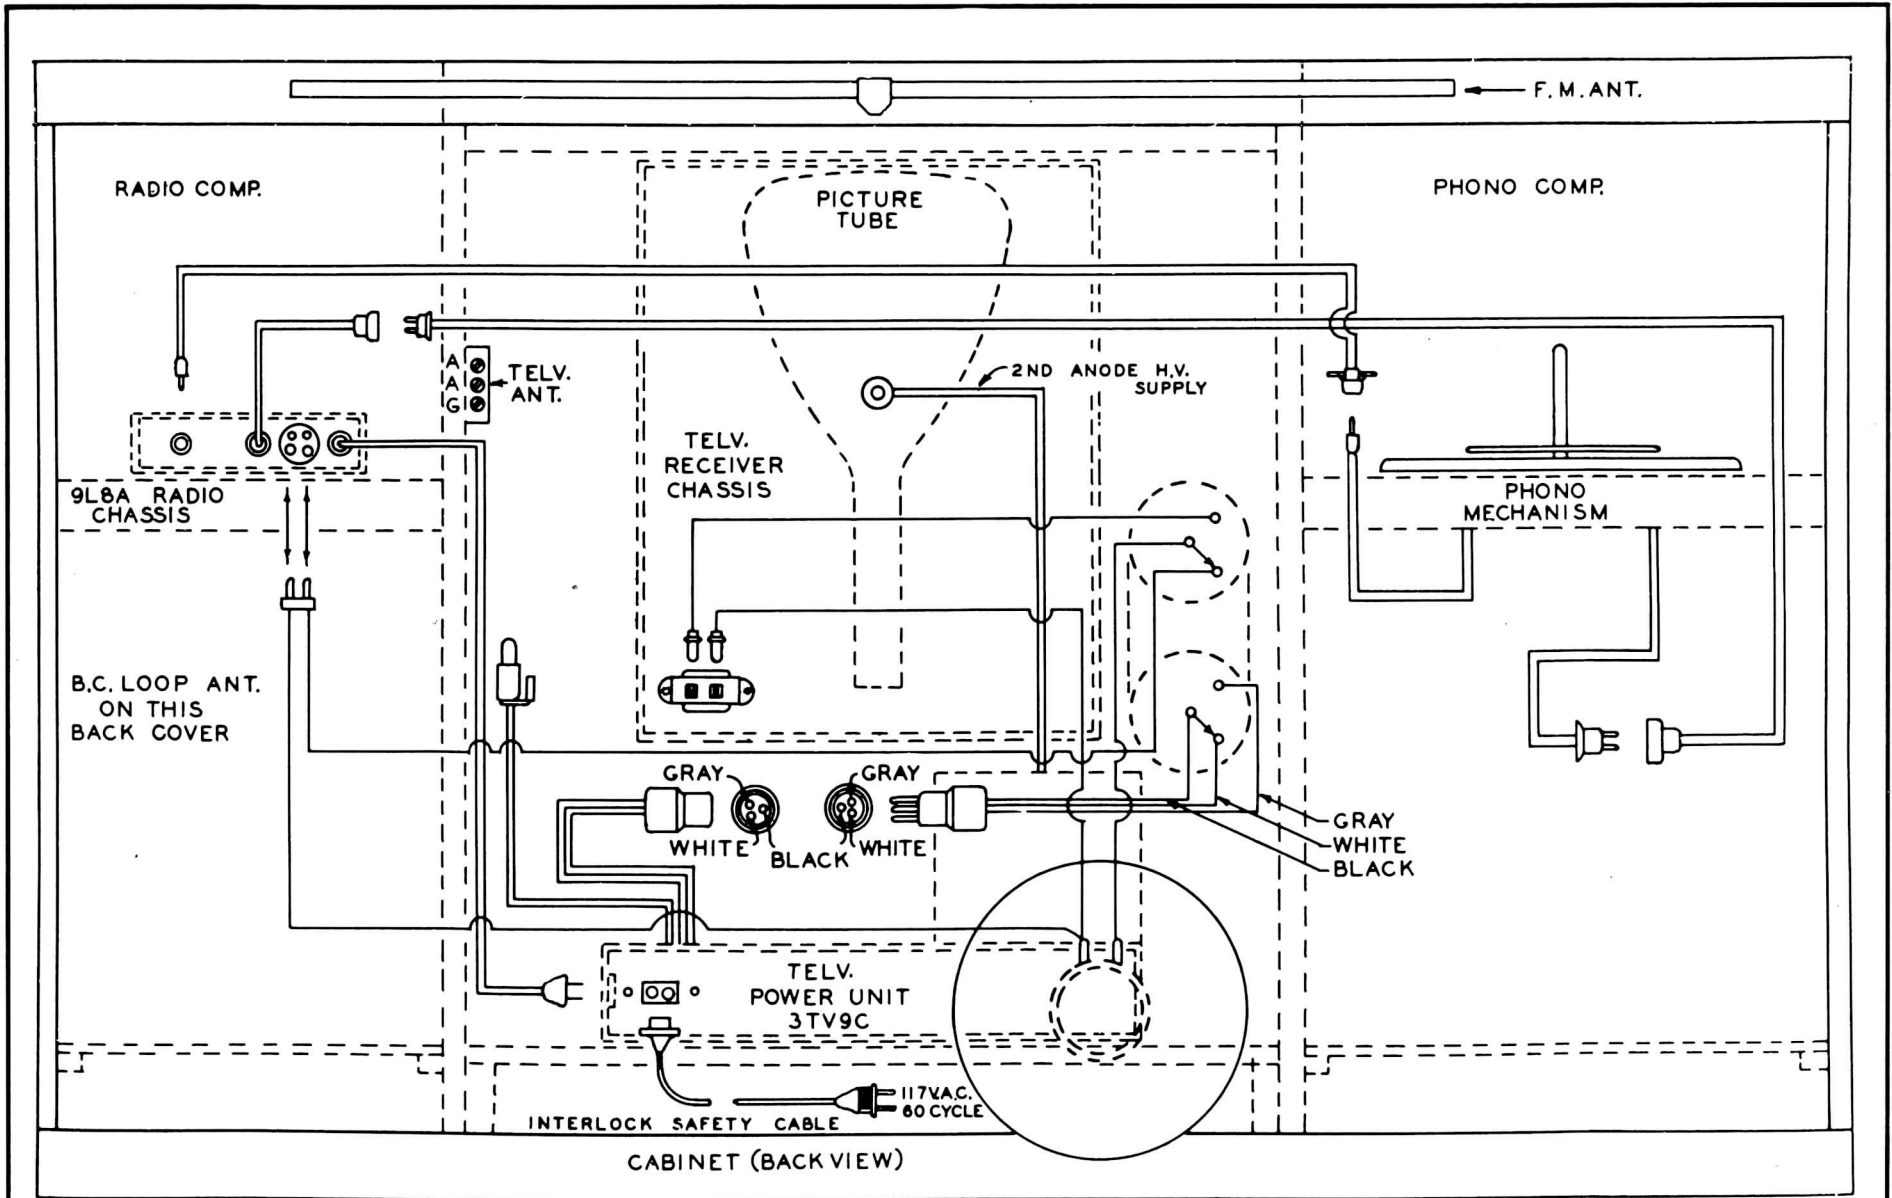 F.M.ANT.
RADIO COMP.
PICTURE
TUBE
PHONO COMP.
A
A
G
TELV.
ANT.
2ND ANODE H.V.
SUPPLY
TELV.
RECEIVER
CHASSIS
9L8A RADIO
CHASSIS
PHONO
MECHANISM
B.C. LOOP ANT.
ON THIS
BACK COVER
GRAY
GRAY
WHITE
BLACK
WHITE
GRAY
WHITE
BLACK
TELV.
POWER UNIT
3TV9C
117V.A.C.
60 CYCLE
INTERLOCK SAFETY CABLE
CABINET (BACK VIEW)